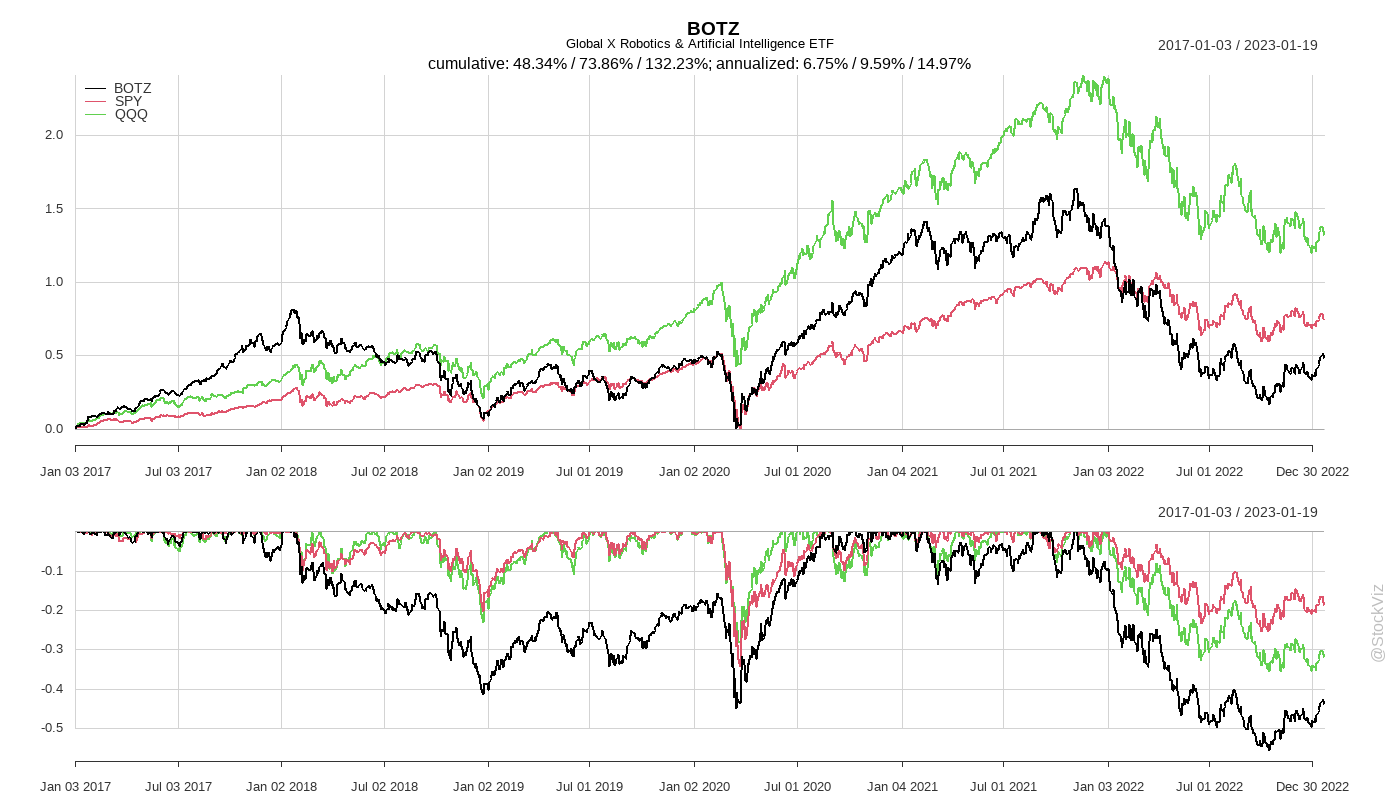 BOTZ
Global X Robotics & Artificial Intelligence ETF
2017-01-03 / 2023-01-19
cumulative: 48.34% / 73.86% / 132.23%; annualized: 6.75% / 9.59% / 14.97%
BOTZ
SPY
QQQ
2.0
1.5
1.0
0.5
0.0
Jan 03 2017 Jul 03 2017 Jan 02 2018 Jul 02 2018 Jan 02 2019 Jul 01 2019 Jan 02 2020 Jul 01 2020 Jan 04 2021 Jul 01 2021 Jan 03 2022 Jul 01 2022 Dec 30 2022
2017-01-03 / 2023-01-19
-0.1
-0.2
-0.3
-0.4
-0.5
Jan 03 2017 Jul 03 2017 Jan 02 2018 Jul 02 2018 Jan 02 2019 Jul 01 2019 Jan 02 2020 Jul 01 2020 Jan 04 2021 Jul 01 2021 Jan 03 2022 Jul 01 2022 Dec 30 2022
@StockViz